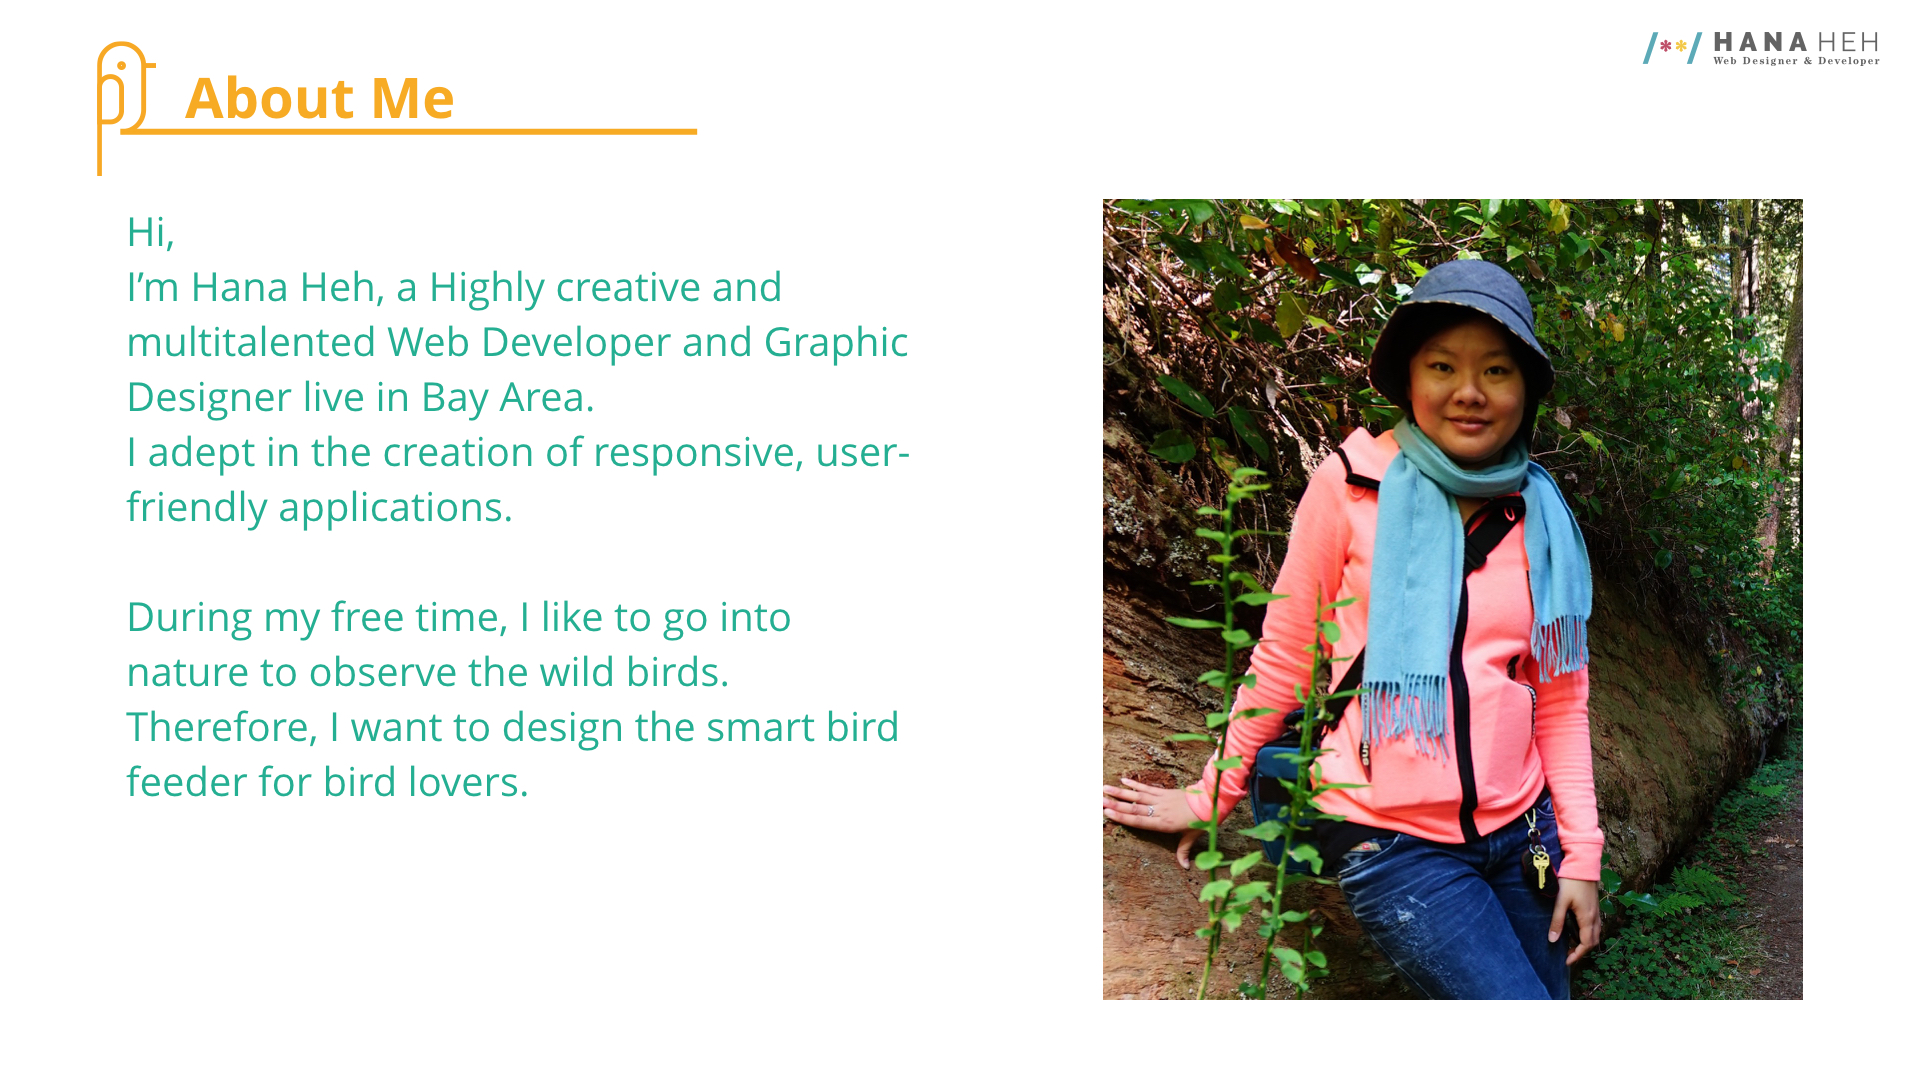 About Me
HANA HEH
Web Designer & Developer
Hi,
I’m Hana Heh, a Highly creative and
multitalented Web Developer and Graphic
Designer live in Bay Area.
I adept in the creation of responsive, user-
friendly applications.
During my free time, I like to go into
nature to observe the wild birds.
Therefore, I want to design the smart bird
feeder for bird lovers.